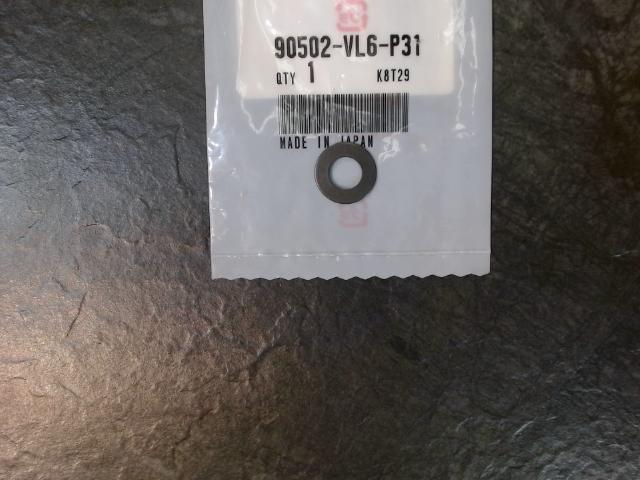 90502-VL6-P31
QTY 1 K8T29
MADE IN JAPAN